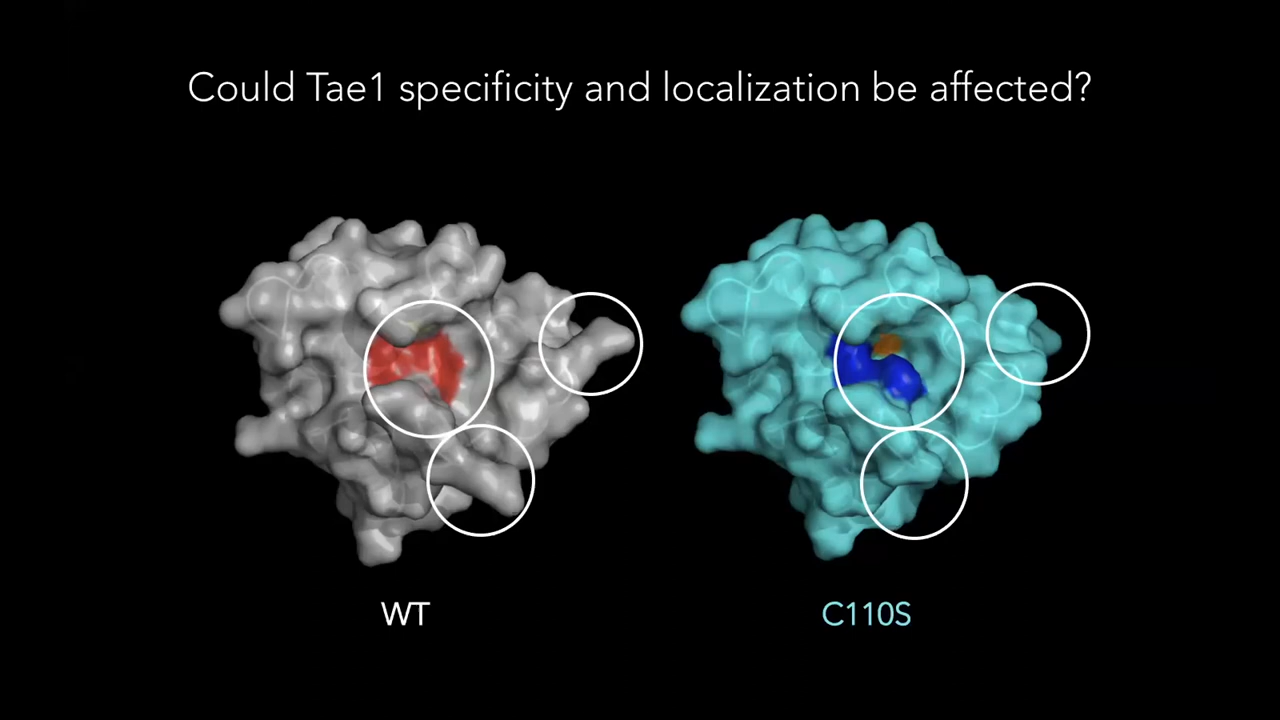 Could Tae1 specificity and localization be affected?
WT
C110S